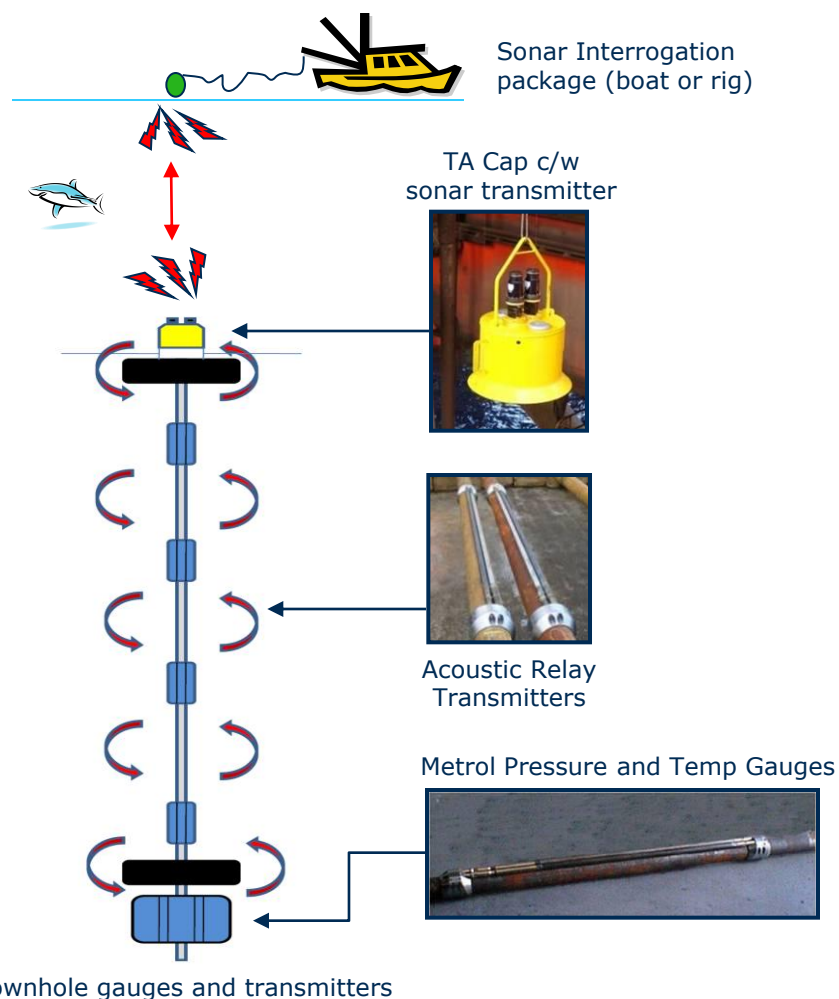 Sonar Interrogation
package (boat or rig)
TA Cap c/w
sonar transmitter
Acoustic Relay
Transmitters
Metrol Pressure and Temp Gauges
ownhole gauges and transmitters